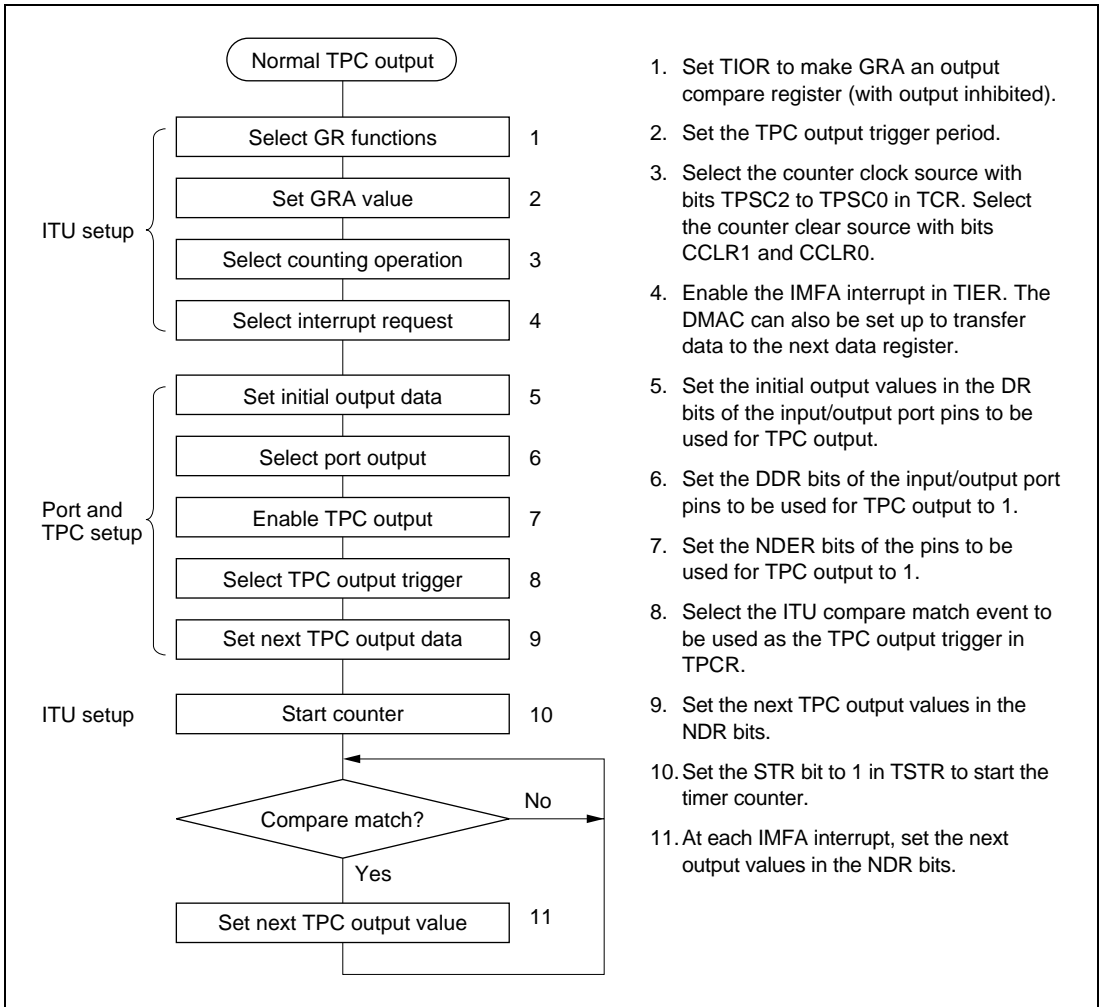 Normal TPC output
Select GR functions 1
Set GRA value 2
ITU setup
Select counting operation 3
Select interrupt request 4
Set initial output data 5
Select port output 6
Port and
TPC setup
Enable TPC output 7
Select TPC output trigger 8
Set next TPC output data 9
ITU setup
Start counter 10
Compare match?
No
Yes
Set next TPC output value 11
1. Set TIOR to make GRA an output
compare register (with output inhibited).
2. Set the TPC output trigger period.
3. Select the counter clock source with
bits TPSC2 to TPSC0 in TCR. Select
the counter clear source with bits
CCLR1 and CCLR0.
4. Enable the IMFA interrupt in TIER. The
DMAC can also be set up to transfer
data to the next data register.
5. Set the initial output values in the DR
bits of the input/output port pins to be
used for TPC output.
6. Set the DDR bits of the input/output port
pins to be used for TPC output to 1.
7. Set the NDER bits of the pins to be
used for TPC output to 1.
8. Select the ITU compare match event to
be used as the TPC output trigger in
TPCR.
9. Set the next TPC output values in the
NDR bits.
10. Set the STR bit to 1 in TSTR to start the
timer counter.
11. At each IMFA interrupt, set the next
output values in the NDR bits.